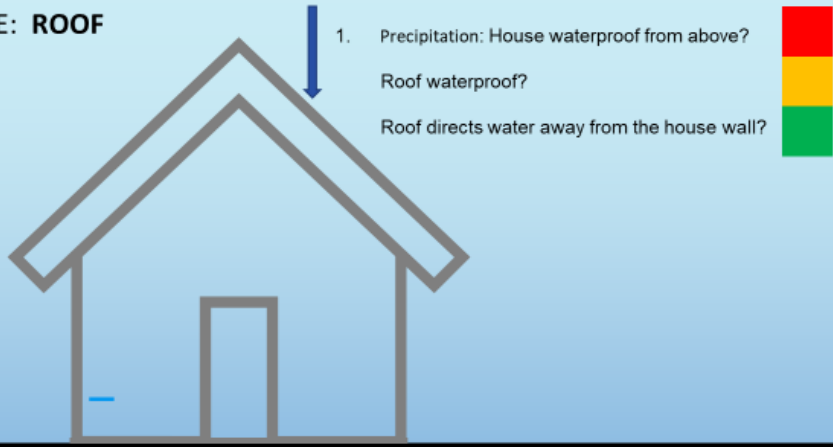 E: ROOF
1. Precipitation: House waterproof from above?
Roof waterproof?
Roof directs water away from the house wall?